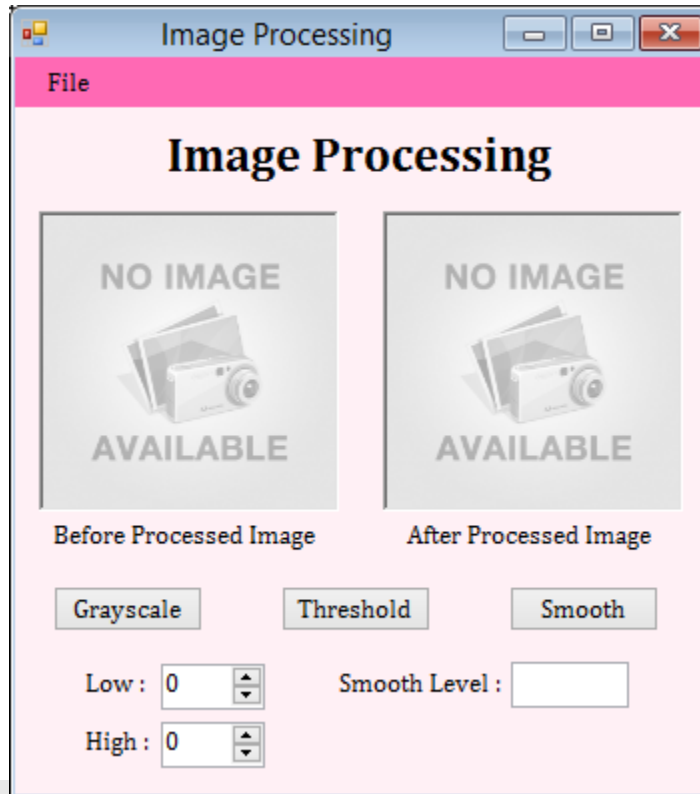 Image Processing
File
Image Processing
NO IMAGE AVAILABLE
NO IMAGE AVAILABLE
Before Processed Image
After Processed Image
Grayscale Threshold Smooth
Low : 0 Smooth Level :
High : 0